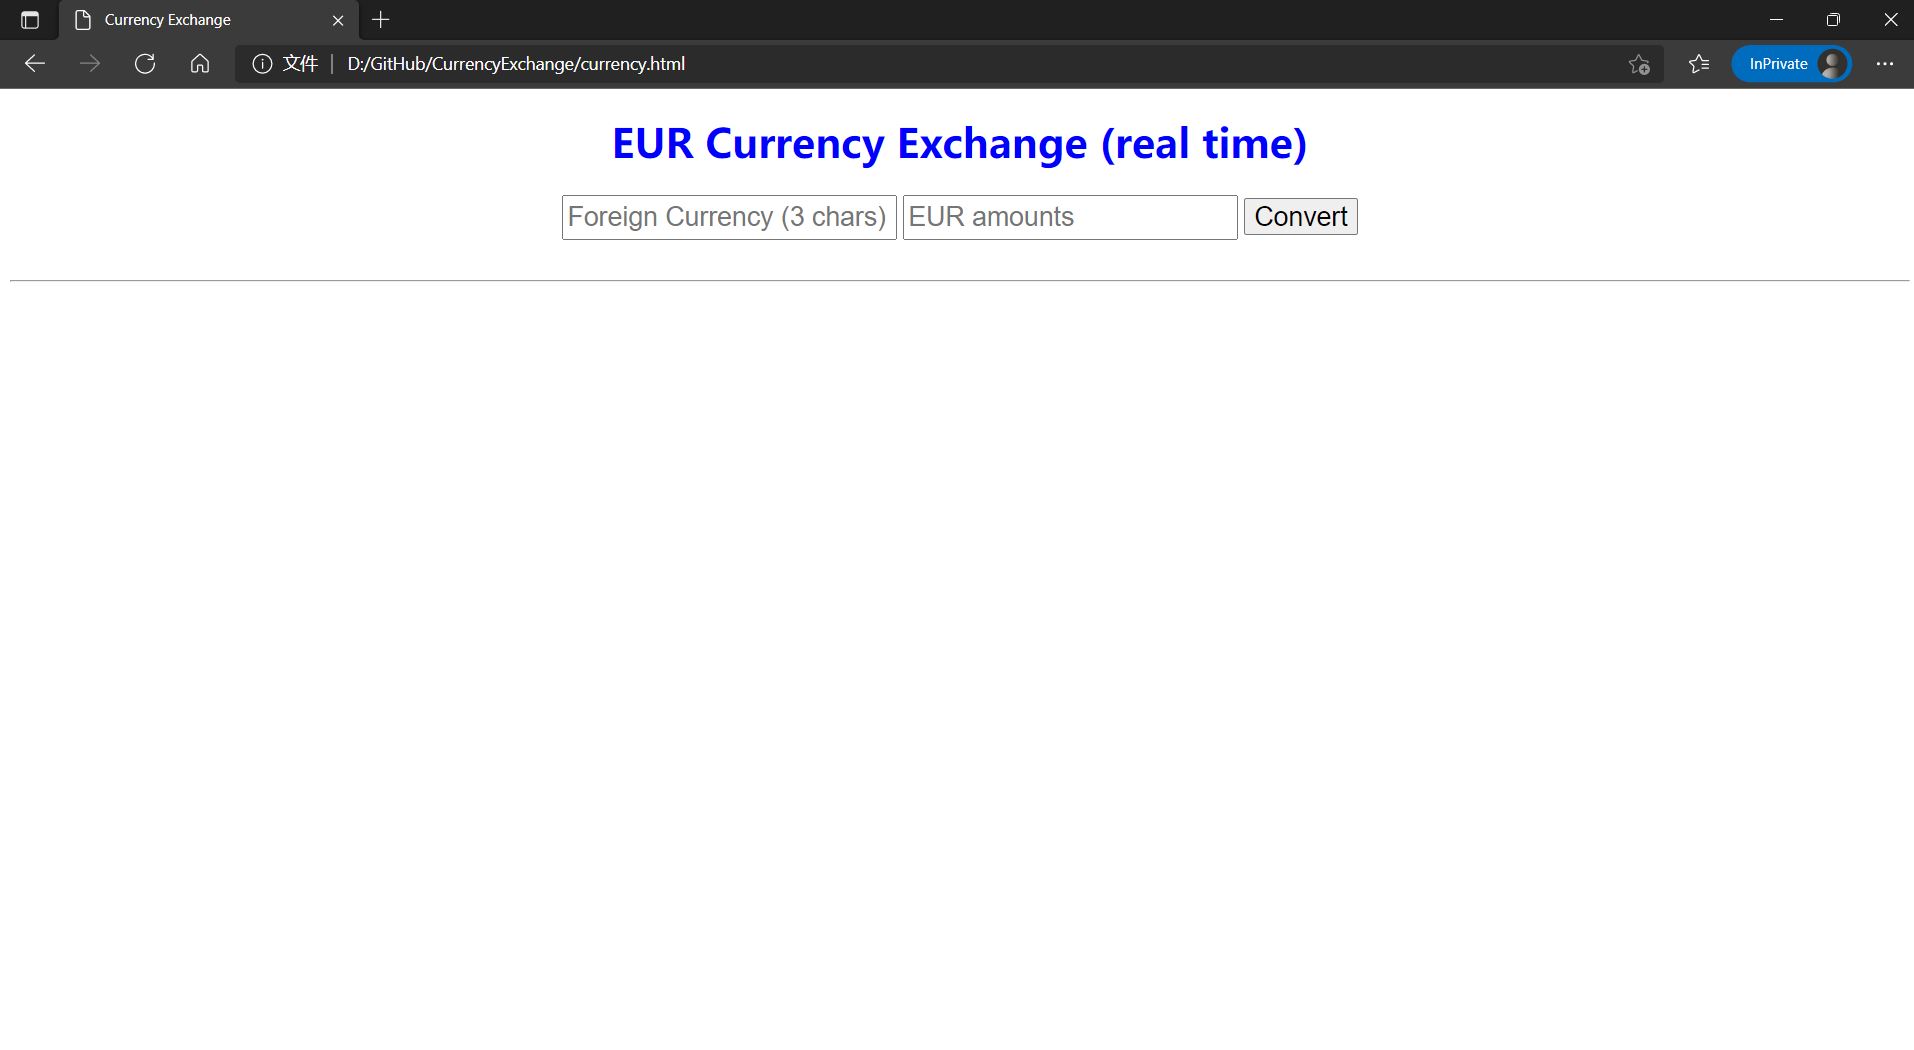 Currency Exchange
文件 D:/GitHub/CurrencyExchange/currency.html
InPrivate
EUR Currency Exchange (real time)
Foreign Currency (3 chars) EUR amounts Convert